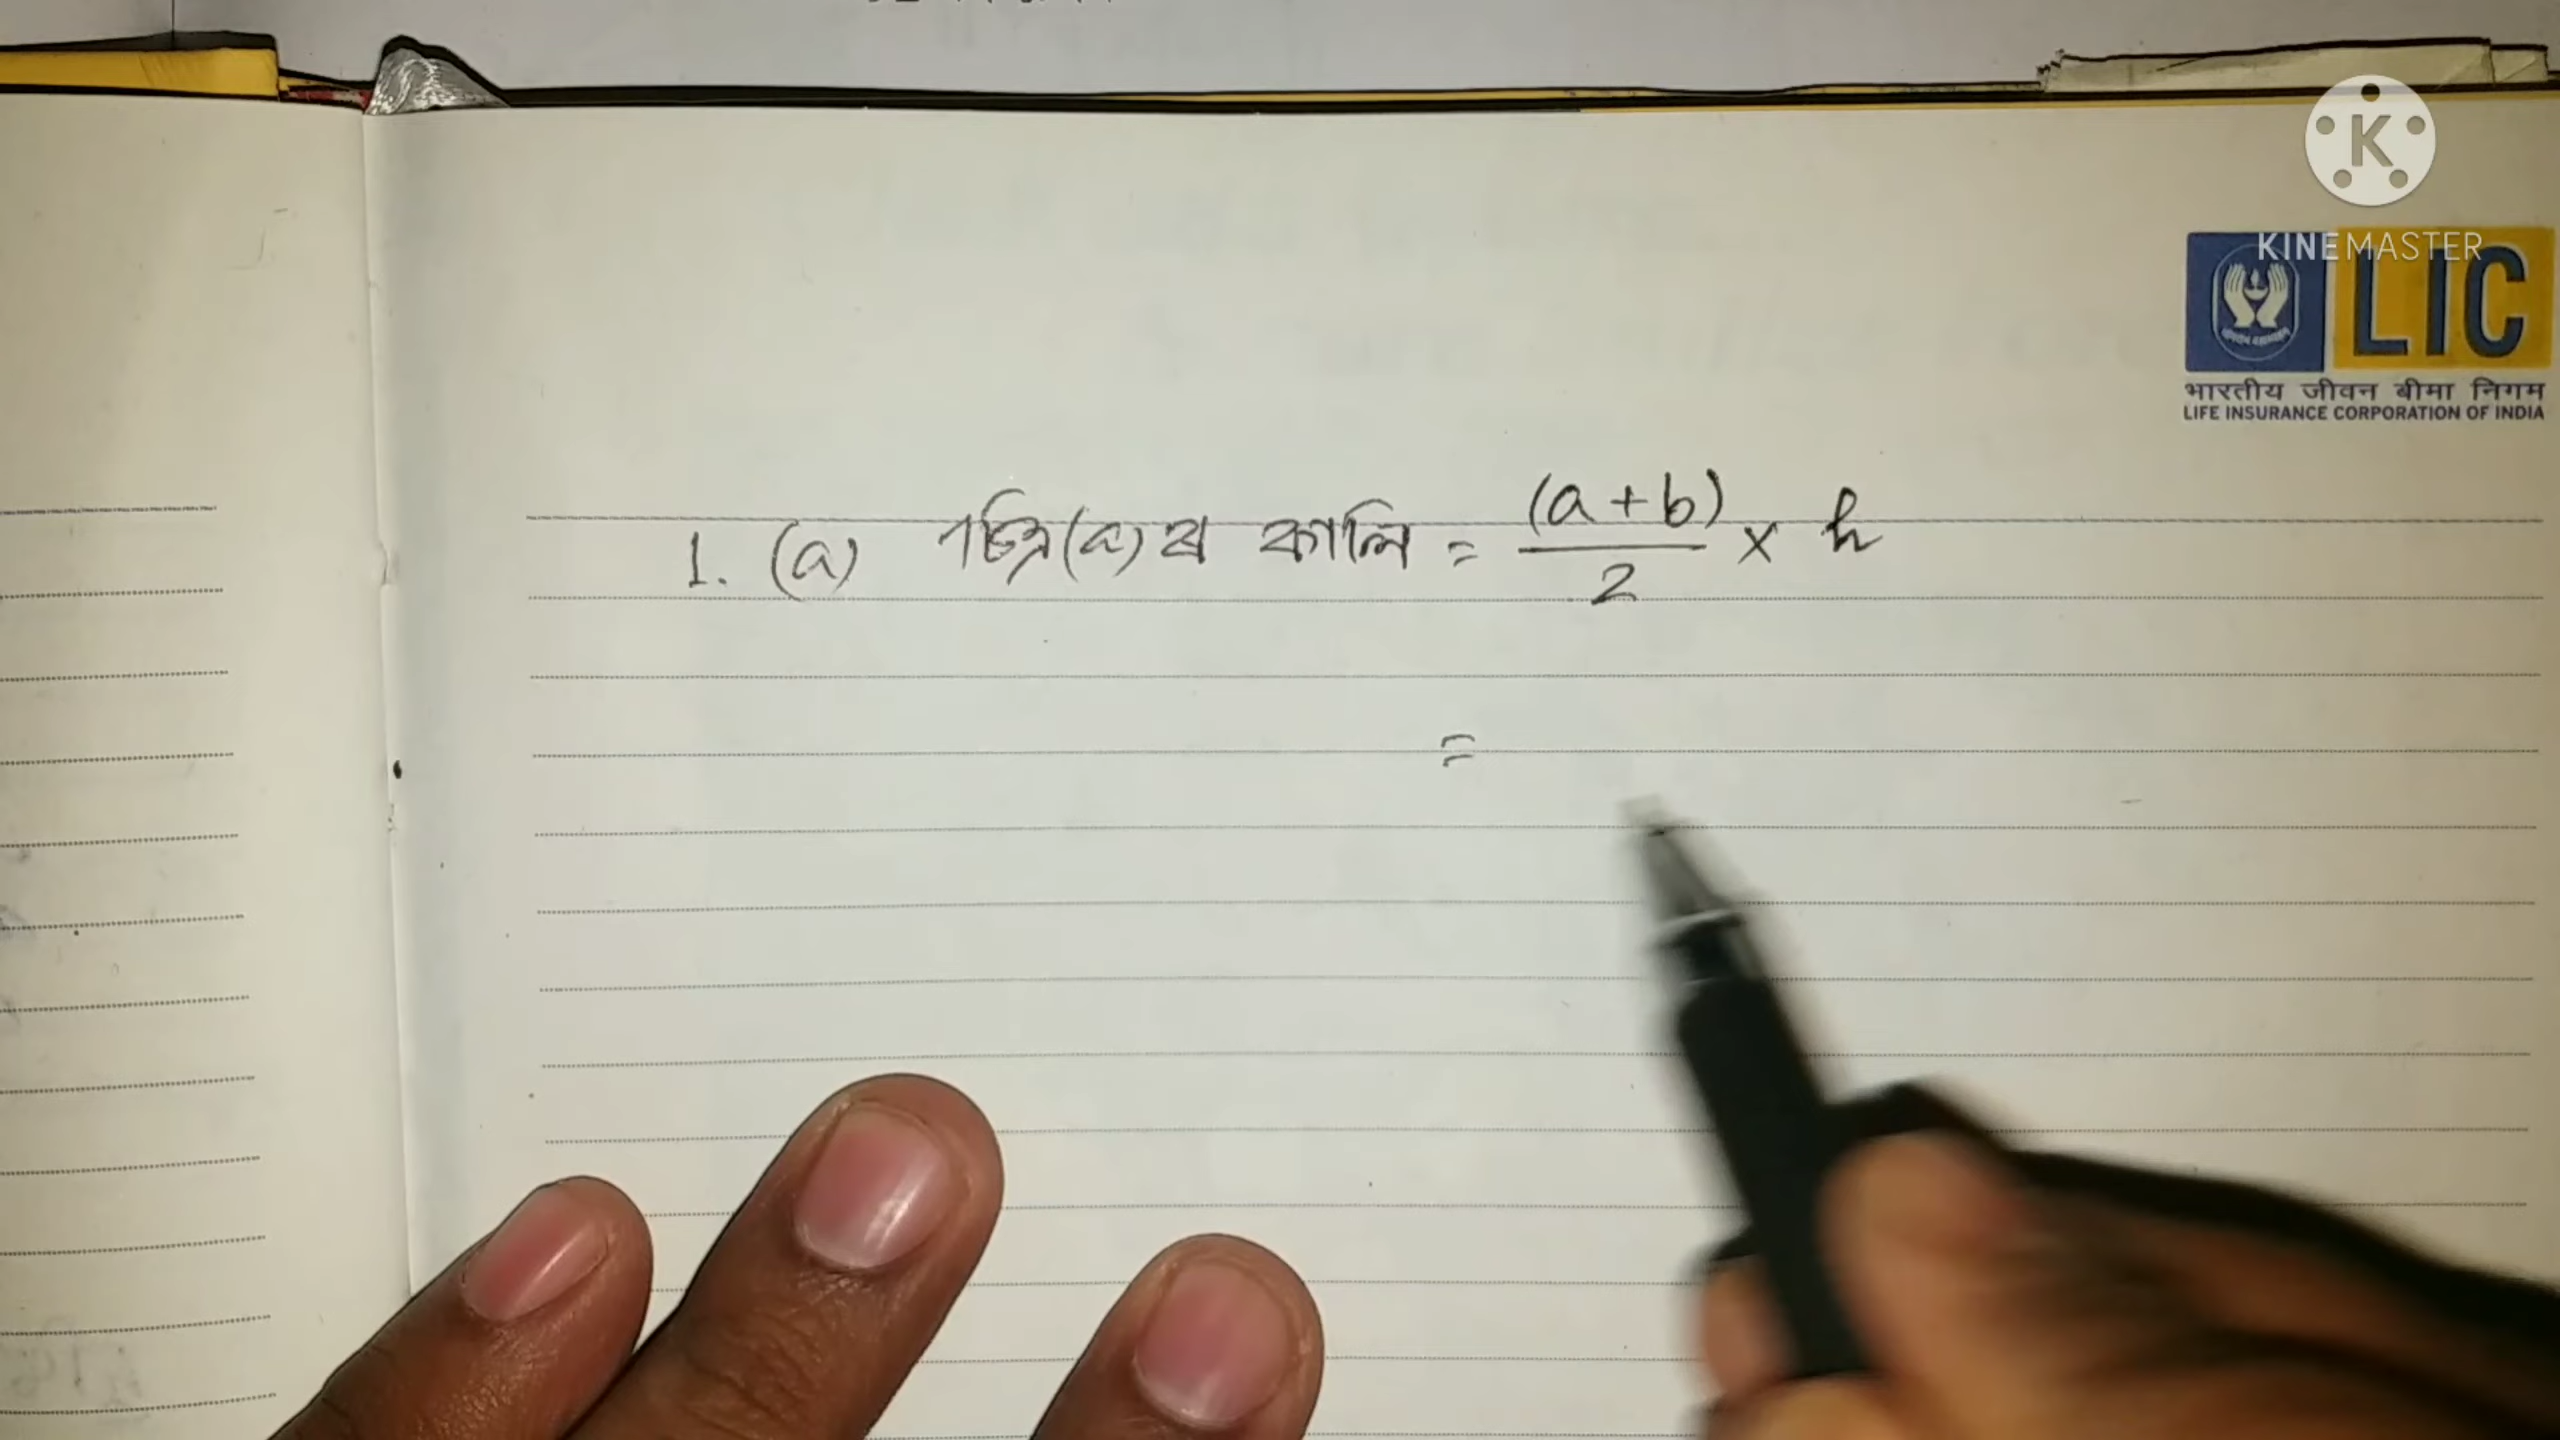 K
KINEMASTER
LIC
भारतीय जीवन बीमा निगम
LIFE INSURANCE CORPORATION OF INDIA
1. (a) চিত্ৰ(a)ৰ কালি = (a+b)/2 × h
=